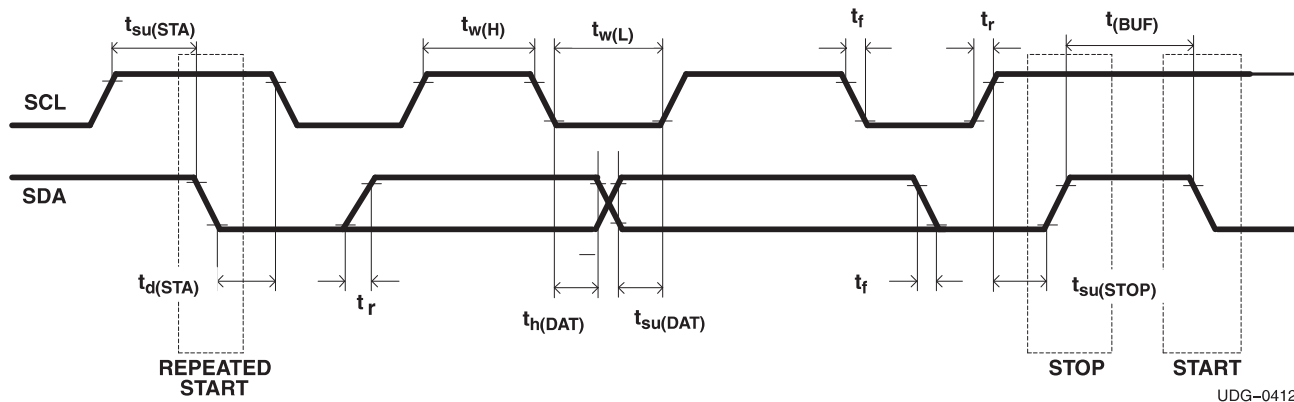 tsu(STA)
tw(H)
tw(L)
tf
tr
t(BUF)
SCL
SDA
td(STA)
tr
th(DAT)
tsu(DAT)
tf
tsu(STOP)
REPEATED
START
STOP
START
UDG−0412